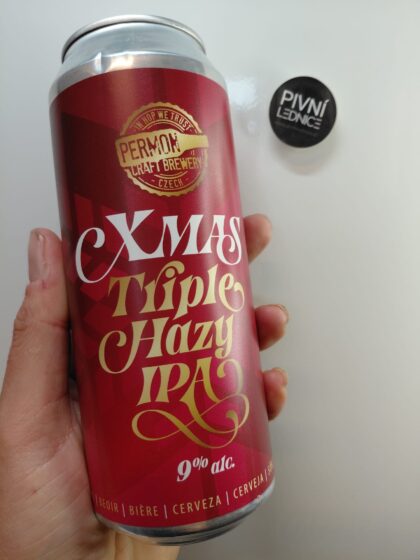 IN HOP WE TRUST
PERMON
CRAFT BREWERY
CZECH
XMAS
Triple
Hazy
IPA
9% alc.
| BEOIR | BIÈRE | CERVEZA | CERVEJA |
PIVNÍ
LEDNICE